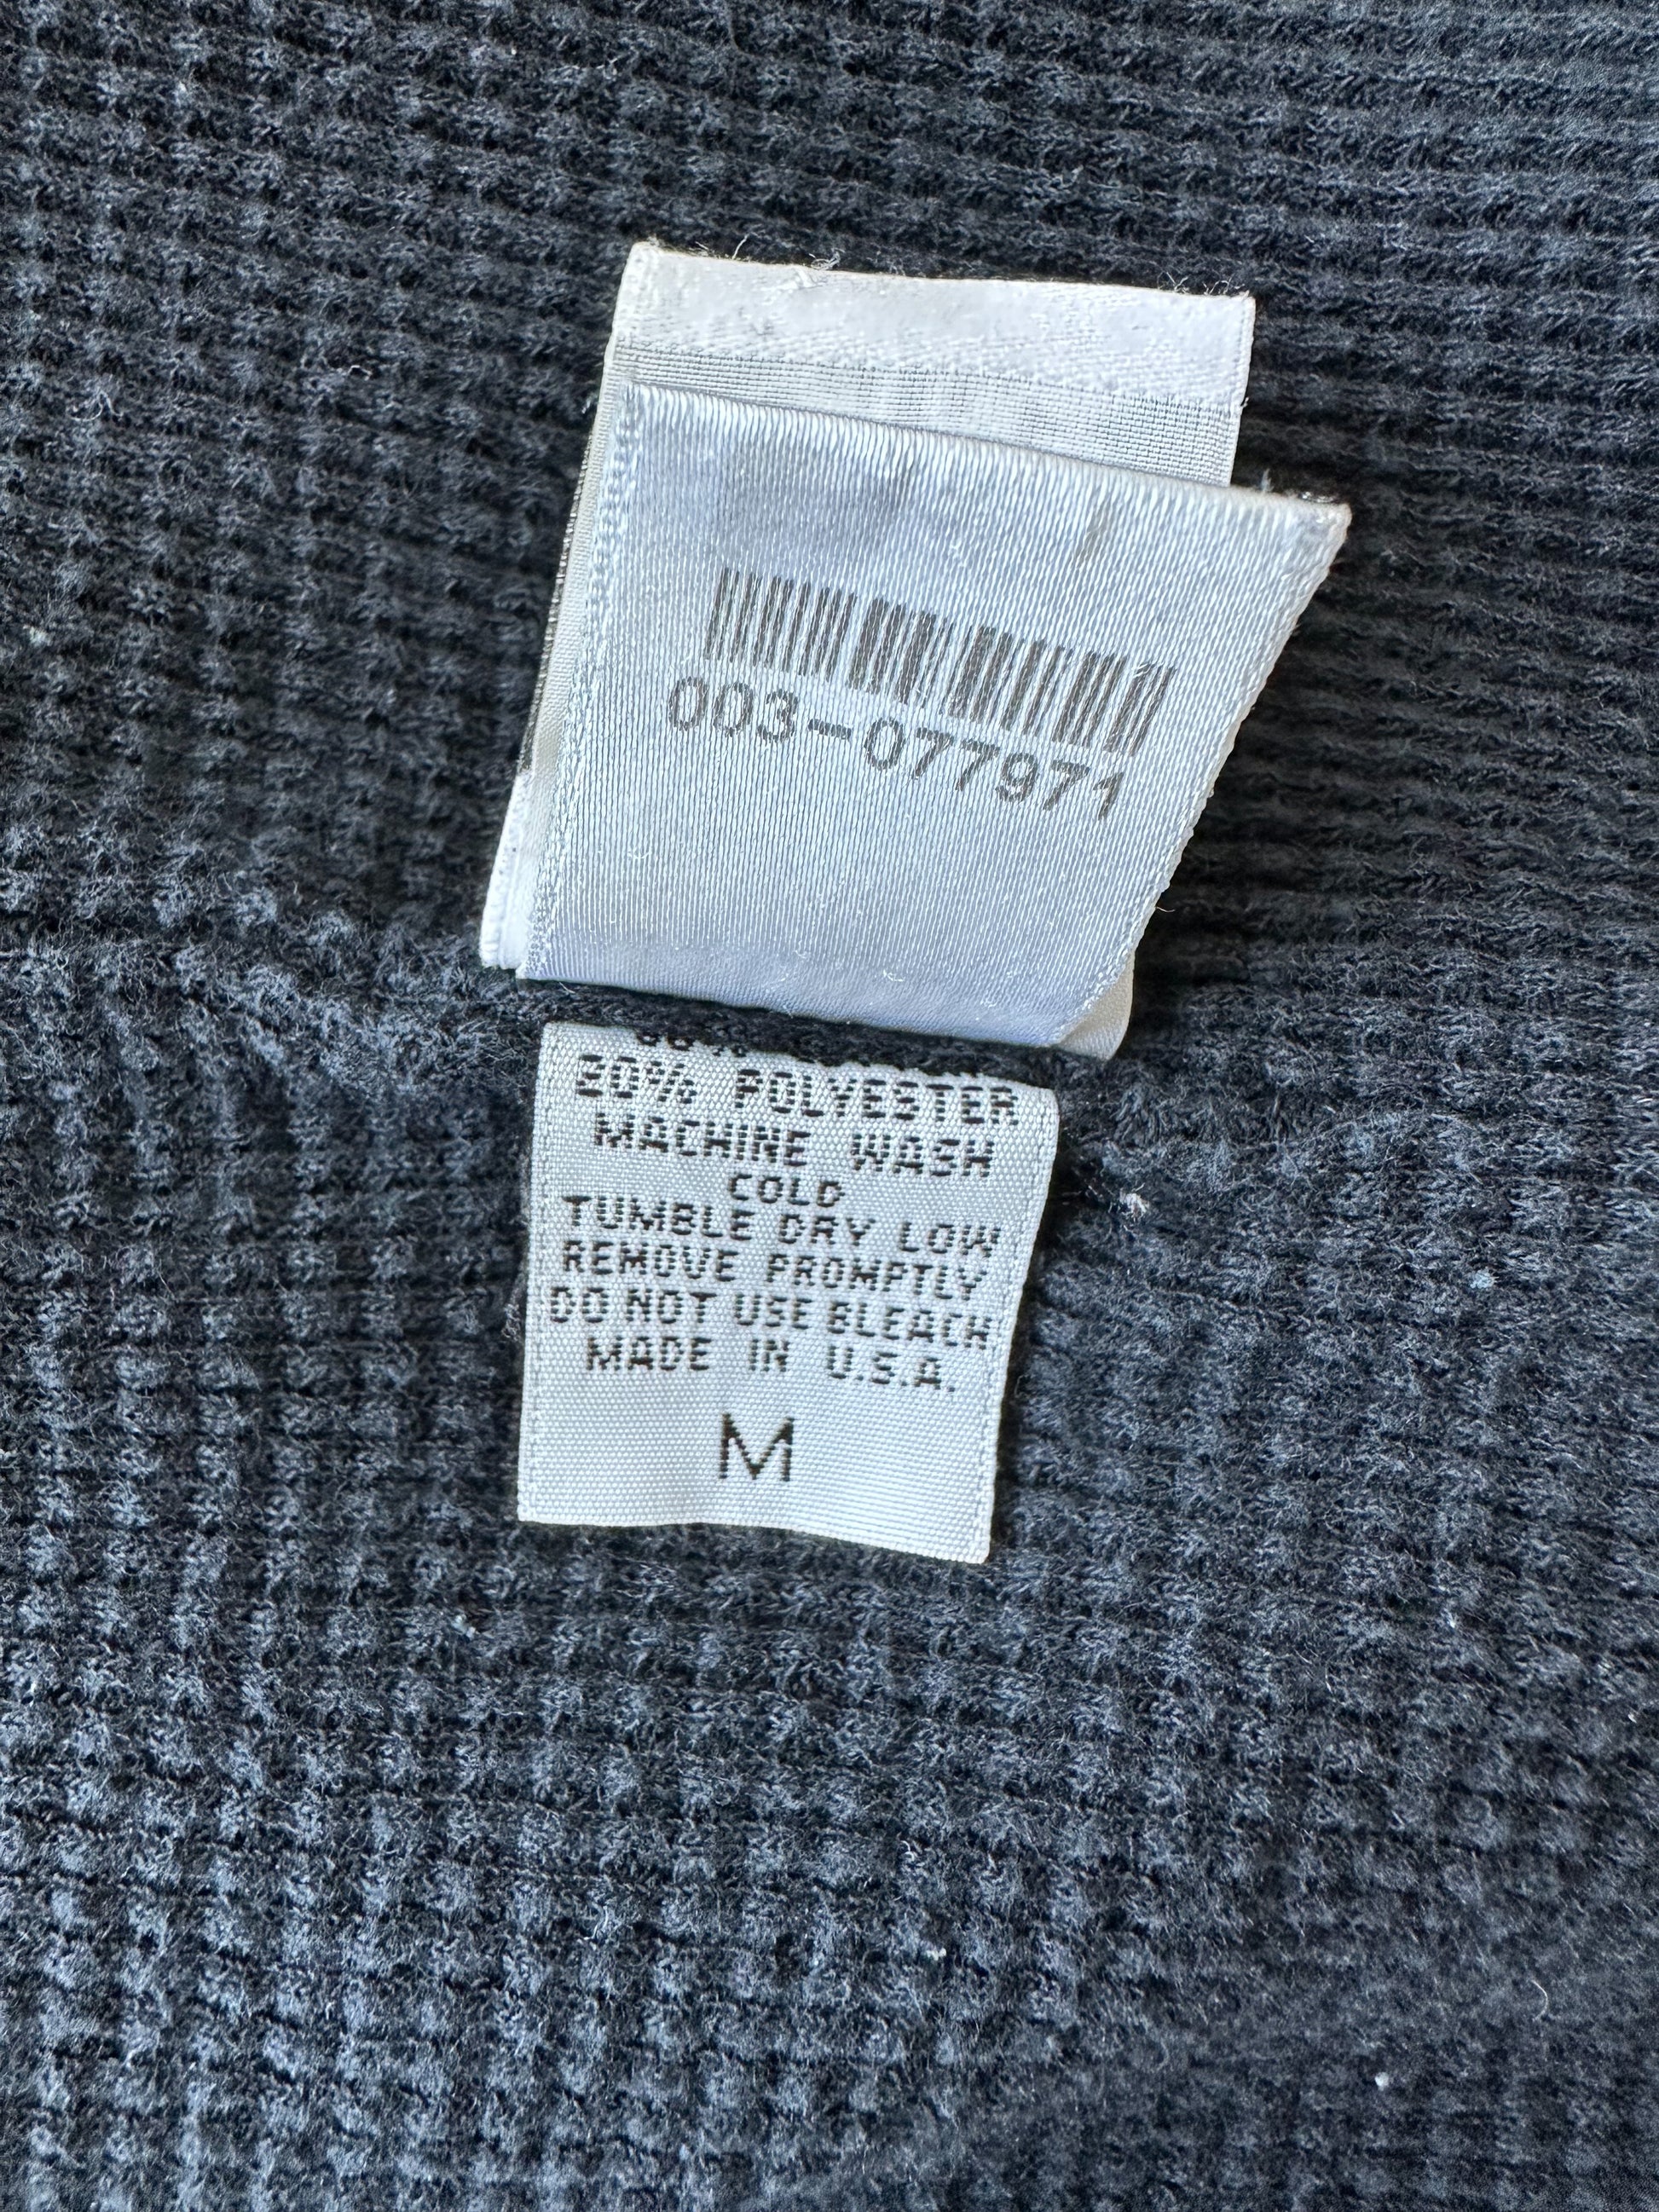 003-077971
20% POLYESTER
MACHINE WASH
COLD
TUMBLE DRY LOW
REMOVE PROMPTLY
DO NOT USE BLEACH
MADE IN U.S.A.
M